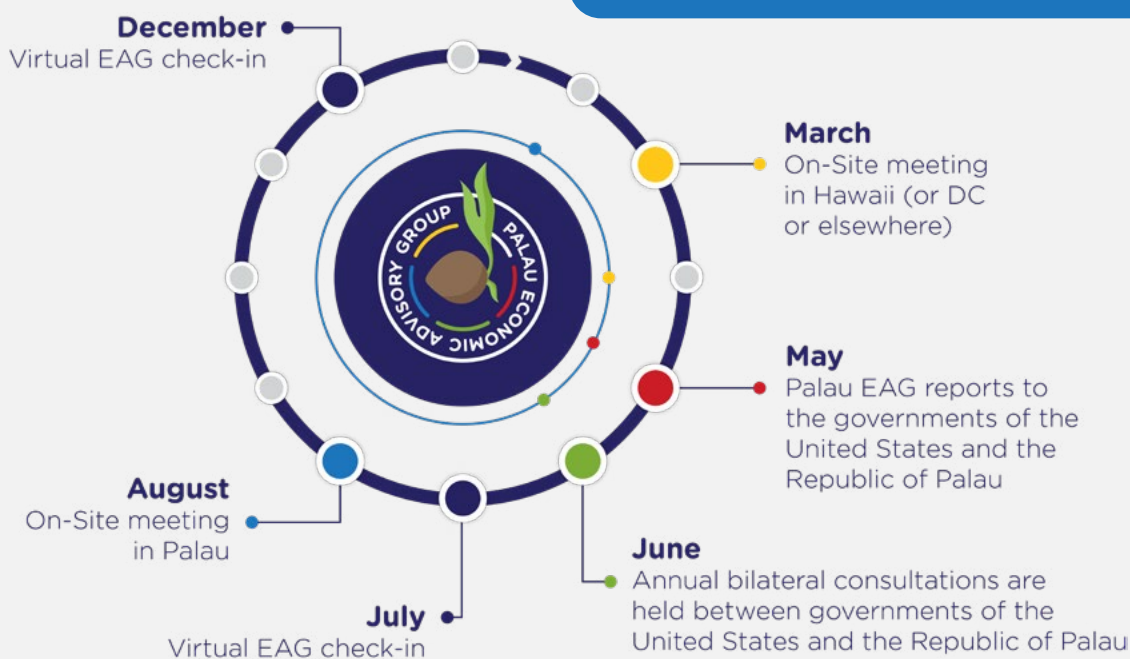 December
Virtual EAG check-in
March
On-Site meeting
in Hawaii (or DC
or elsewhere)
PALAU ECONOMIC ADVISORY GROUP
May
Palau EAG reports to
the governments of the
United States and the
Republic of Palau
August
On-Site meeting
in Palau
June
Annual bilateral consultations are
held between governments of the
United States and the Republic of Palau
July
Virtual EAG check-in